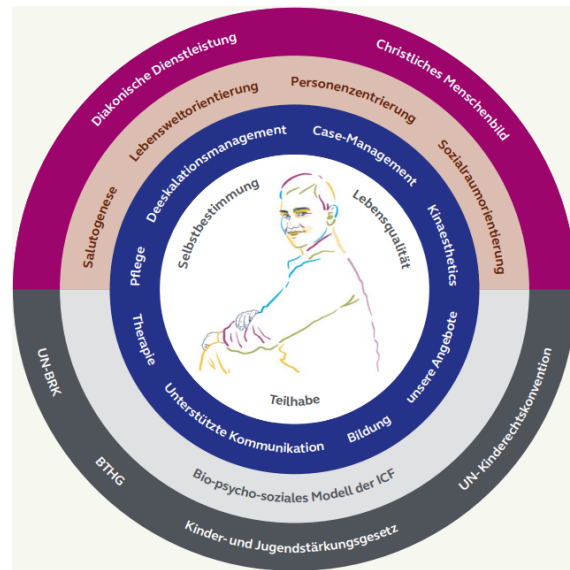 Diakonische Dienstleistung
Christliches Menschenbild
Salutogenese
Lebensweltorientierung
Personenzentrierung
Sozialraumorientierung
Pflege
Deeskalationsmanagement
Case-Management
Kinaesthetics
Selbstbestimmung
Lebensqualität
Teilhabe
Therapie
Unterstützte Kommunikation
Bildung
unsere Angebote
Bio-psycho-soziales Modell der ICF
UN-BRK
BTHG
Kinder- und Jugendstärkungsgesetz
UN-Kinderechtskonvention